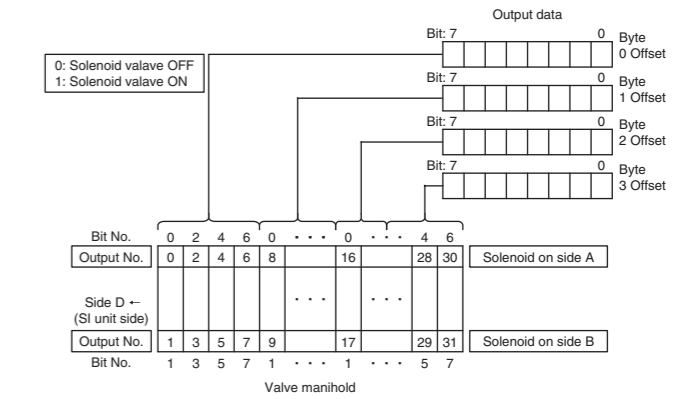 Output data
Bit: 7 0 Byte
0 Offset
0: Solenoid valave OFF
1: Solenoid valave ON
Bit: 7 0 Byte
1 Offset
Bit: 7 0 Byte
2 Offset
Bit: 7 0 Byte
3 Offset
Bit No. 0 2 4 6 0 · · · 0 · · · 4 6
Output No. 0 2 4 6 8 16 28 30 Solenoid on side A
Side D ← · · · · · ·
(SI unit side)
Output No. 1 3 5 7 9 17 29 31 Solenoid on side B
Bit No. 1 3 5 7 1 · · · 1 · · · 5 7
Valve manihold